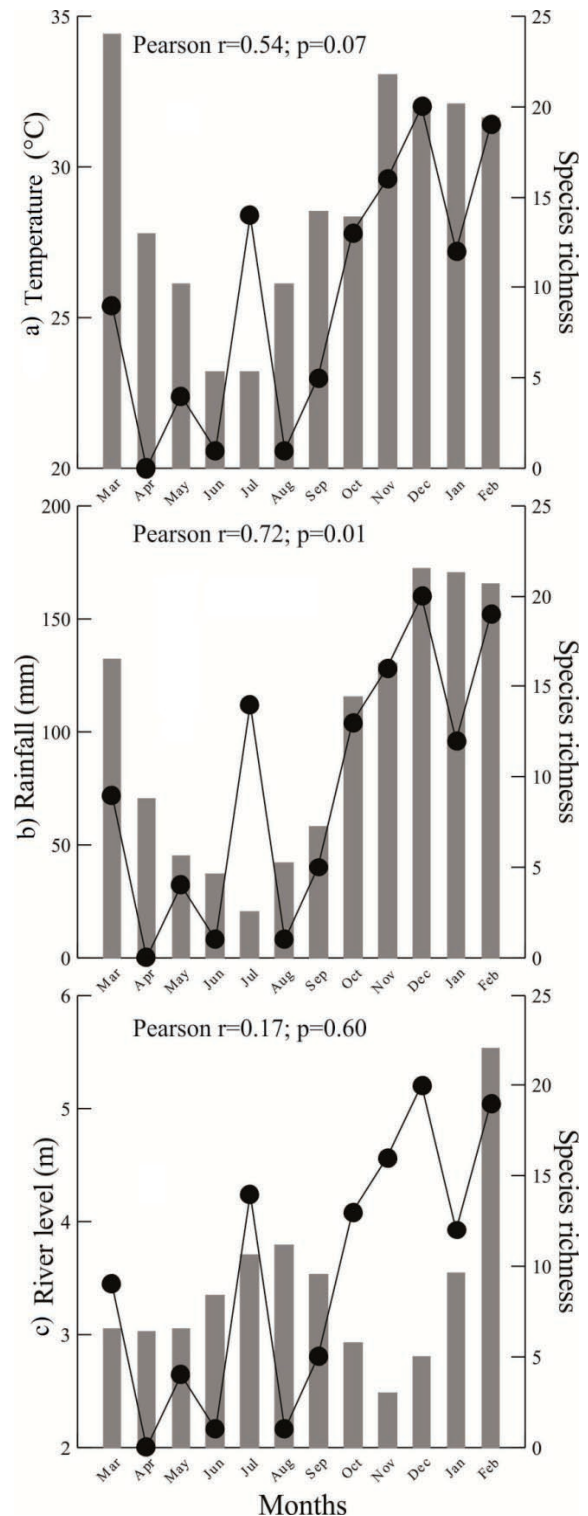 Pearson r=0.54; p=0.07
a) Temperature (°C)
35
30
25
20
Species richness
25
20
15
10
5
0
Mar Apr May Jun Jul Aug Sep Oct Nov Dec Jan Feb
Pearson r=0.72; p=0.01
b) Rainfall (mm)
200
150
100
50
0
Species richness
25
20
15
10
5
0
Mar Apr May Jun Jul Aug Sep Oct Nov Dec Jan Feb
Pearson r=0.17; p=0.60
c) River level (m)
6
5
4
3
2
Species richness
25
20
15
10
5
0
Mar Apr May Jun Jul Aug Sep Oct Nov Dec Jan Feb
Months